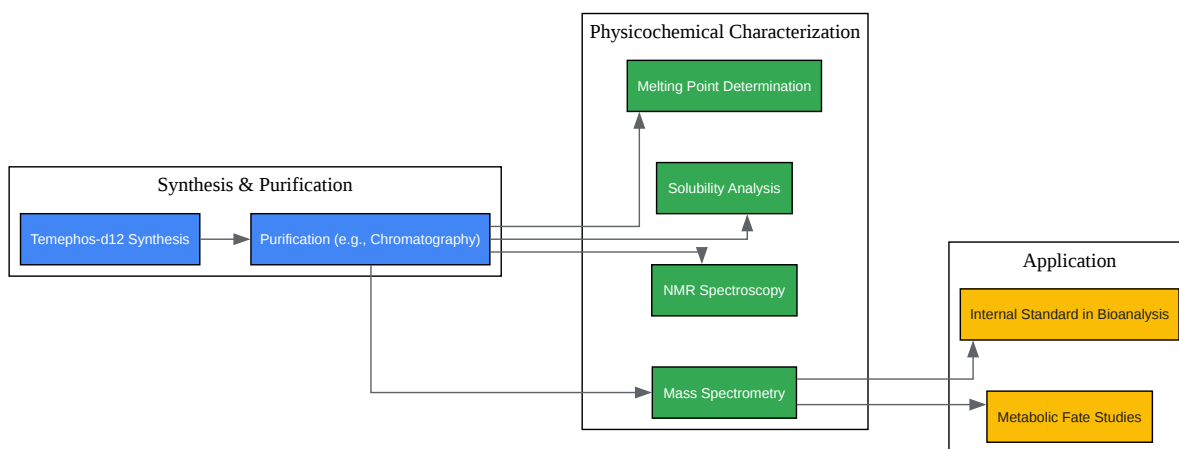 Synthesis & Purification
Temephos-d12 Synthesis
Purification (e.g., Chromatography)
Physicochemical Characterization
Melting Point Determination
Solubility Analysis
NMR Spectroscopy
Mass Spectrometry
Application
Internal Standard in Bioanalysis
Metabolic Fate Studies